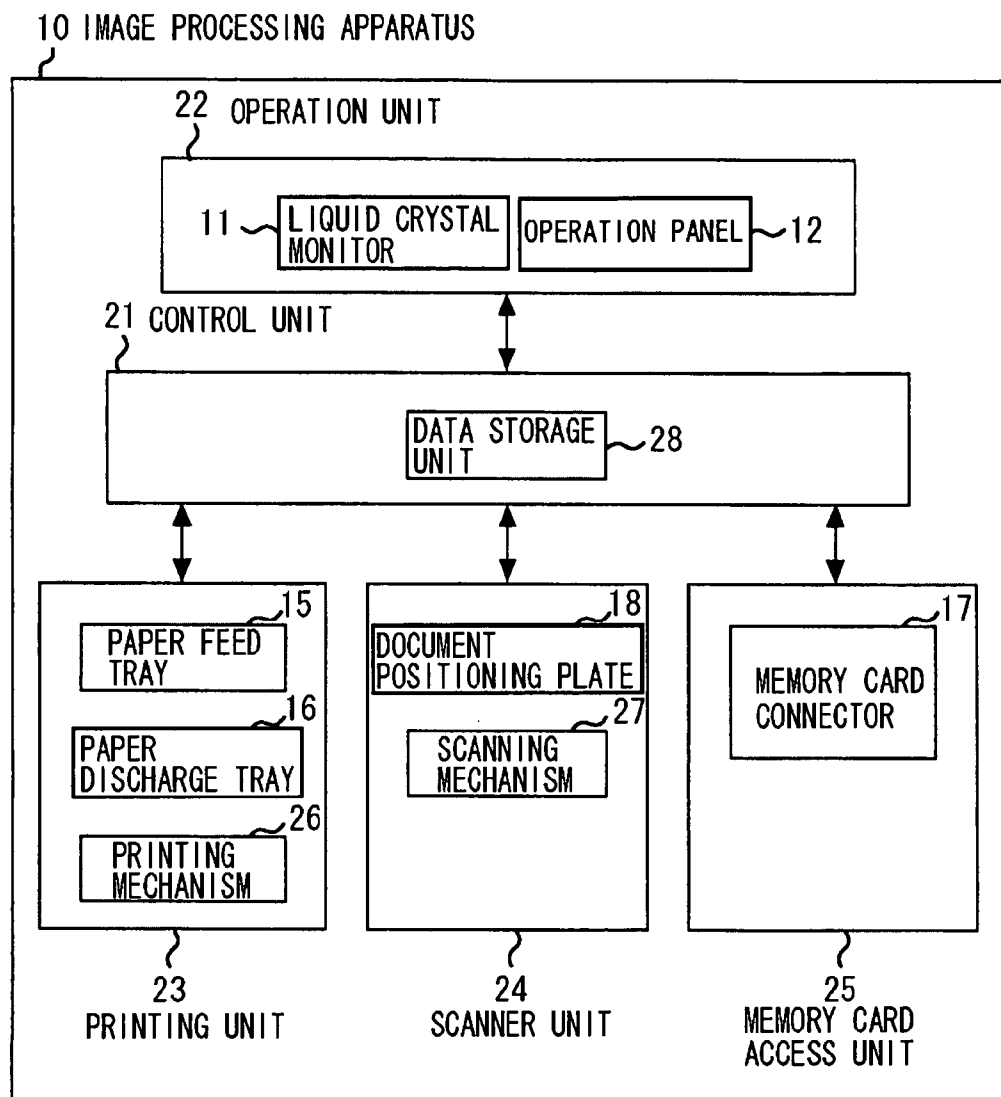 10 IMAGE PROCESSING APPARATUS
22 OPERATION UNIT
11
LIQUID CRYSTAL
MONITOR
OPERATION PANEL
12
21 CONTROL UNIT
DATA STORAGE
UNIT
28
15
PAPER FEED
TRAY
16
PAPER
DISCHARGE TRAY
26
PRINTING
MECHANISM
23
PRINTING UNIT
18
DOCUMENT
POSITIONING PLATE
27
SCANNING
MECHANISM
24
SCANNER UNIT
17
MEMORY CARD
CONNECTOR
25
MEMORY CARD
ACCESS UNIT